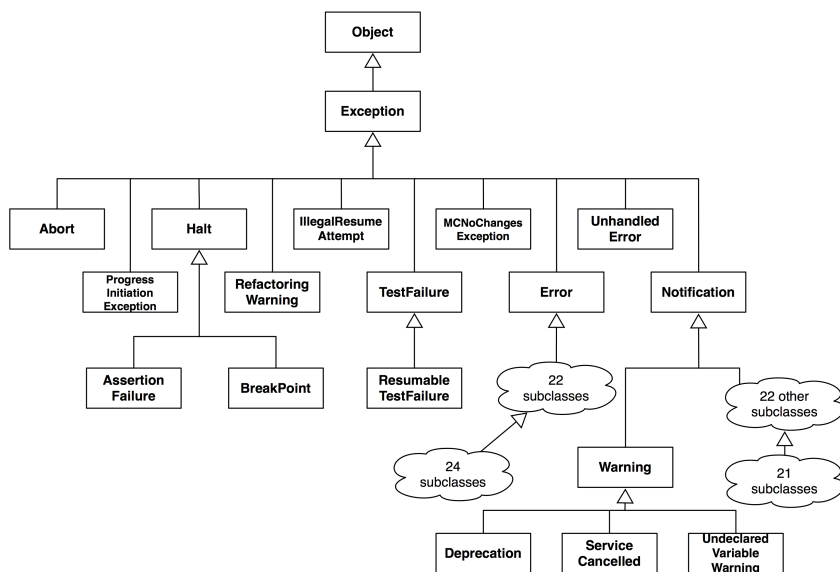 Object
Exception
Abort
Halt
IllegalResume
Attempt
MCNoChanges
Exception
Unhandled
Error
Progress
Initiation
Exception
Refactoring
Warning
TestFailure
Error
Notification
Assertion
Failure
BreakPoint
Resumable
TestFailure
22
subclasses
22 other
subclasses
24
subclasses
Warning
21
subclasses
Deprecation
Service
Cancelled
Undeclared
Variable
Warning